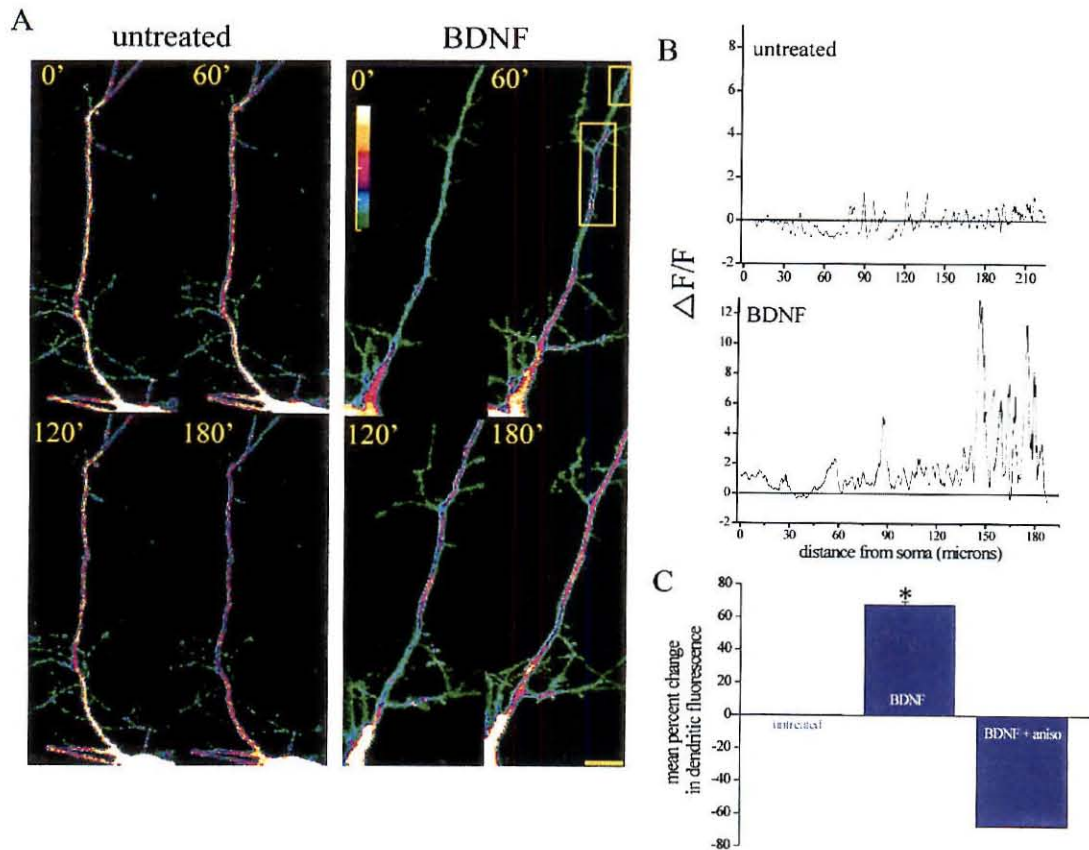 A
untreated
BDNF
0'
60'
0'
60'
120'
180'
120'
180'
B
untreated
8
6
4
2
0
-2
0 30 60 90 120 150 180 210
△F/F
BDNF
12
10
8
6
4
2
0
-2
0 30 60 90 120 150 180
distance from soma (microns)
C
80
60
40
20
0
-20
-40
-60
-80
mean percent change
in dendritic fluorescence
*
untreated
BDNF
BDNF + aniso